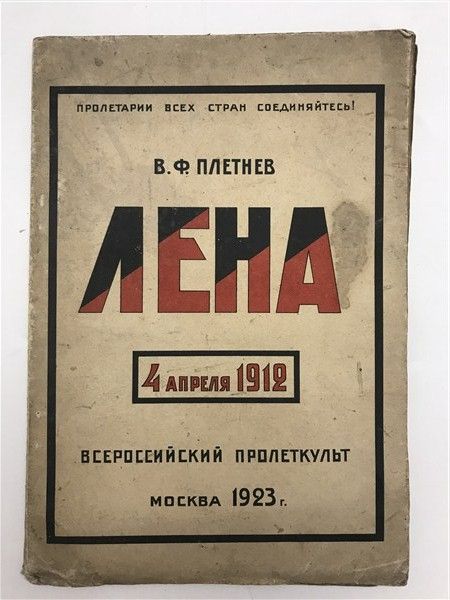 ПРОЛЕТАРИИ ВСЕХ СТРАН СОЕДИНЯЙТЕСЬ!
В.Ф. ПЛЕТНЕВ
ЛЕНА
4 АПРЕЛЯ 1912
ВСЕРОССИЙСКИЙ ПРОЛЕТКУЛЬТ
МОСКВА 1923 г.